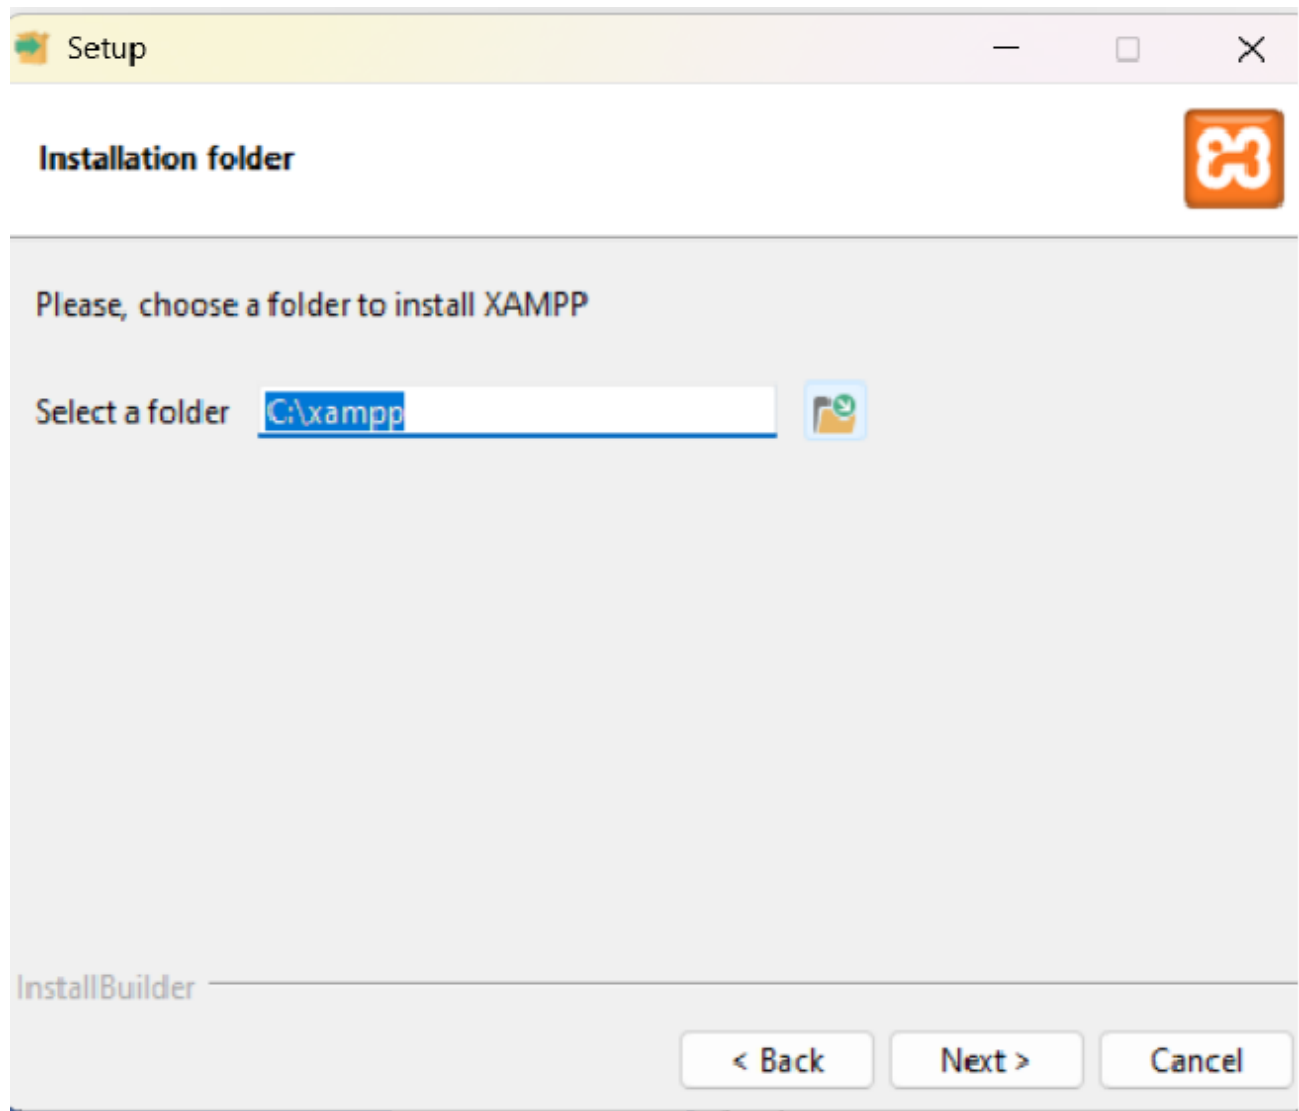 Setup
Installation folder
Please, choose a folder to install XAMPP
Select a folder C:\xampp
InstallBuilder
< Back Next > Cancel